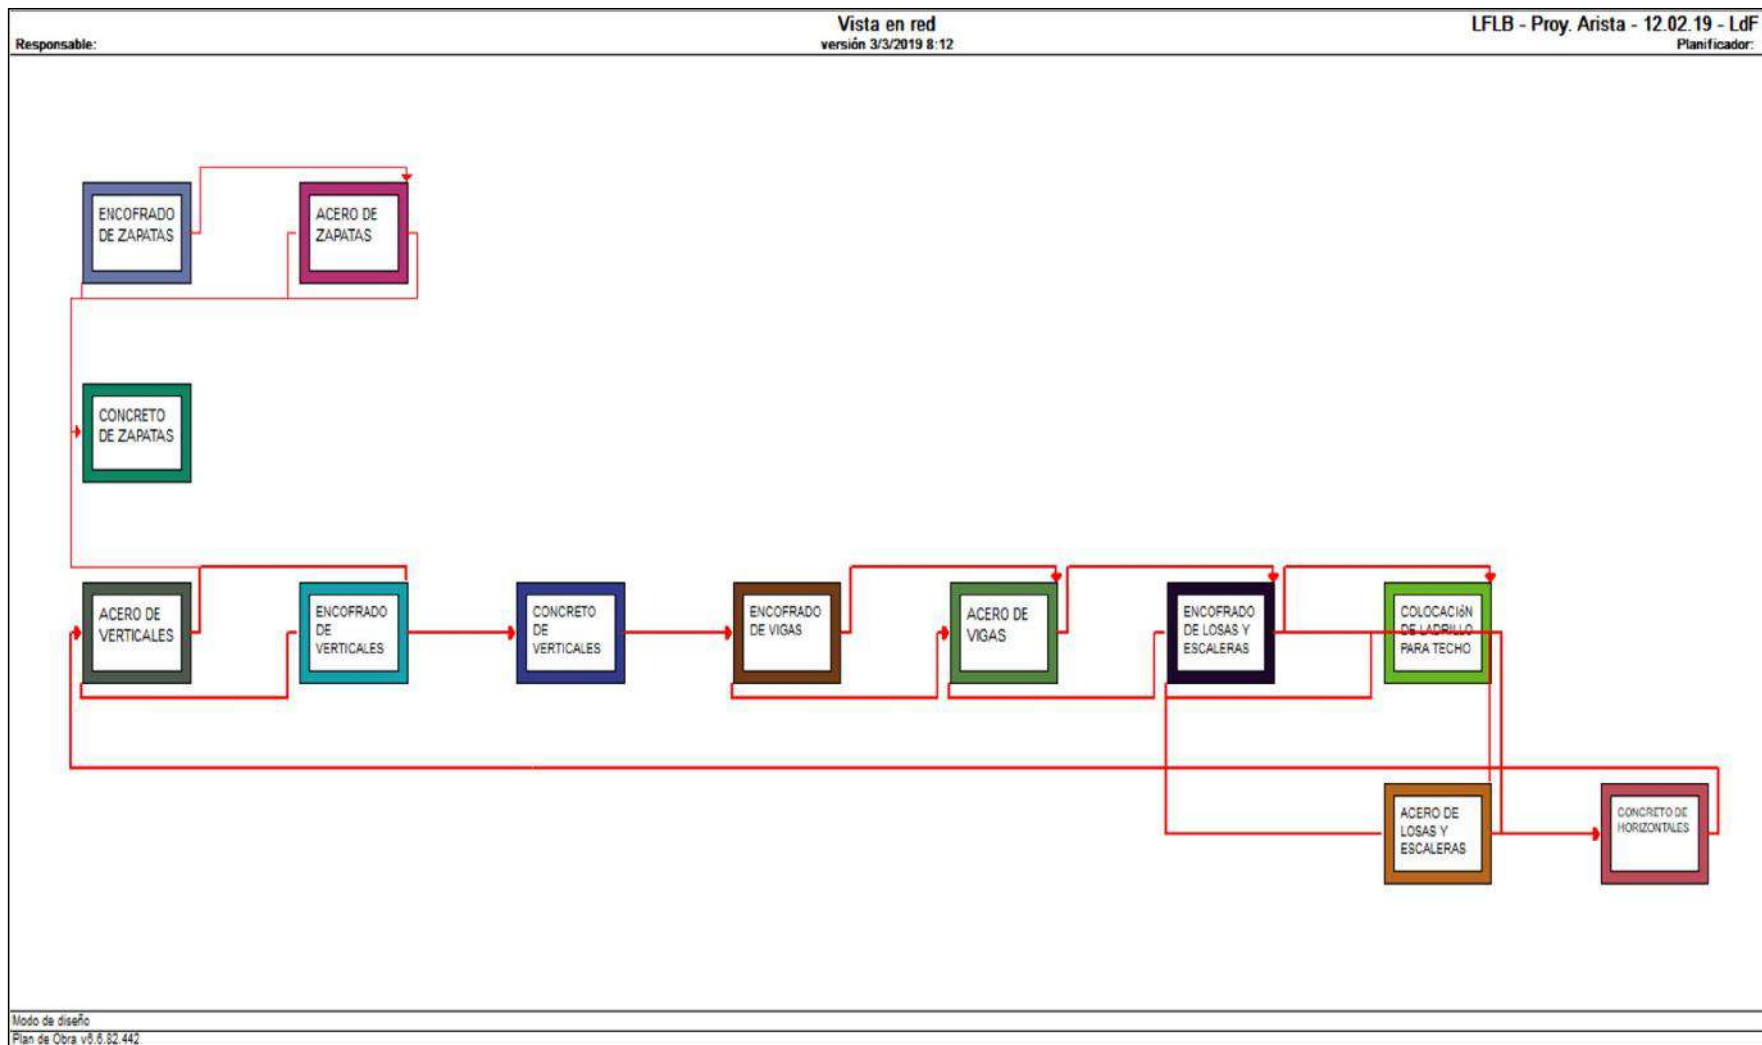 Vista en red
LFLB - Proy. Arista - 12.02.19 - LdF
Responsable:
versión 3/3/2019 8:12
Planificador:
ENCOFRADO
DE ZAPATAS
ACERO DE
ZAPATAS
CONCRETO
DE ZAPATAS
ACERO DE
VERTICALES
ENCOFRADO
DE
VERTICALES
CONCRETO
DE
VERTICALES
ENCOFRADO
DE VIGAS
ACERO DE
VIGAS
ENCOFRADO
DE LOSAS Y
ESCALERAS
COLOCACIóN
DE LADRILLO
PARA TECHO
ACERO DE
LOSAS Y
ESCALERAS
CONCRETO DE
HORIZONTALES
Modo de diseño
Plan de Obra v6.6.82.442